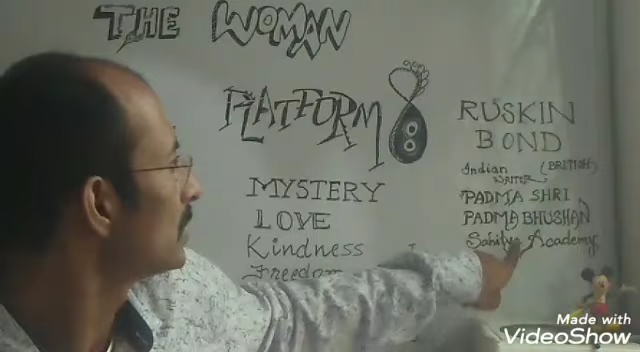 THE WOMAN
PLATFORM 8
MYSTERY
LOVE
Kindness
Freedom
RUSKIN
BOND
Indian (BRITISH)
WRITER
PADMA SHRI
PADMA BHUSHAN
Sahitya Academy
Made with
VideoShow